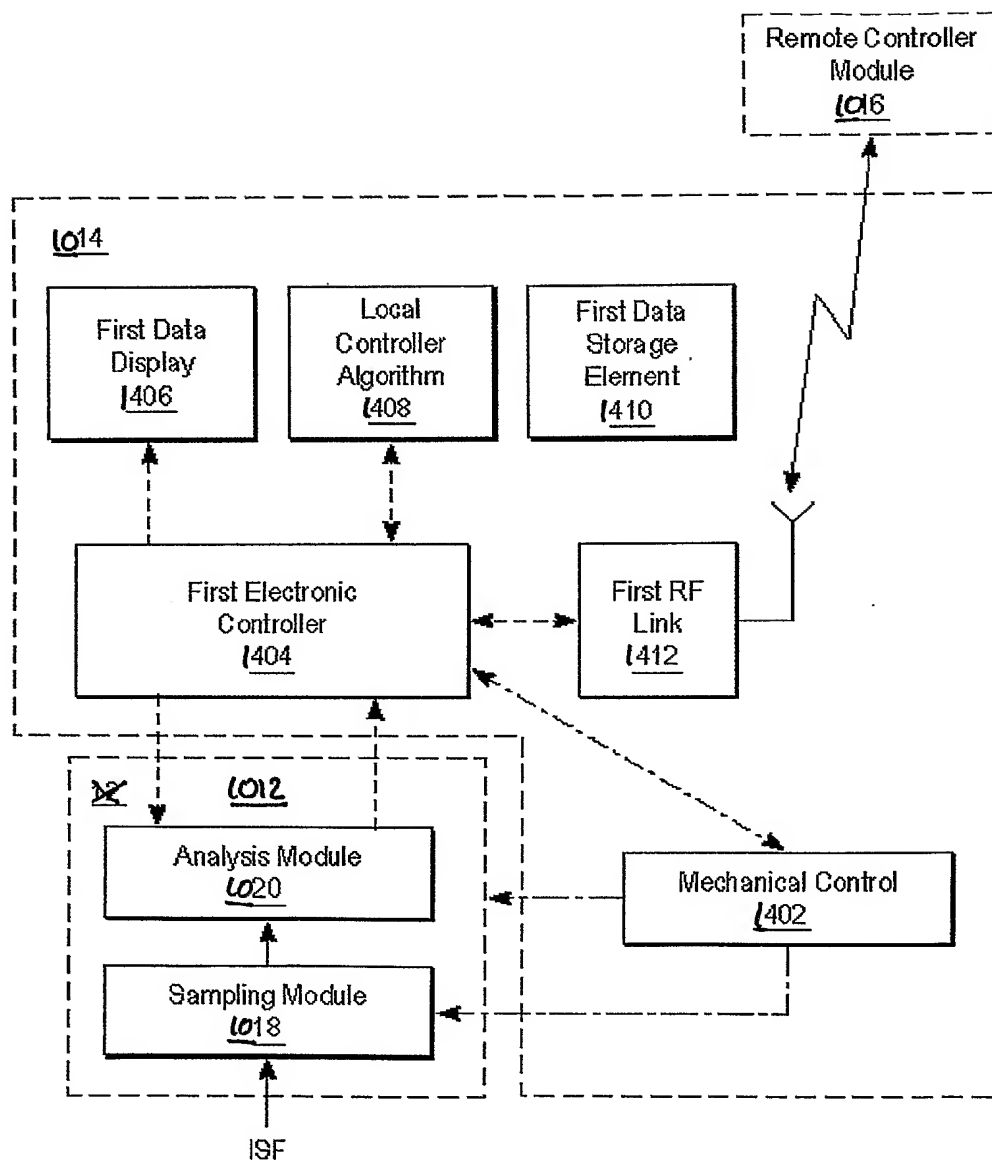 Remote Controller
Module
1016
1014
First Data
Display
1406
Local
Controller
Algorithm
1408
First Data
Storage
Element
1410
First Electronic
Controller
1404
First RF
Link
1412
1012
Analysis Module
1020
Mechanical Control
1402
Sampling Module
1018
ISF